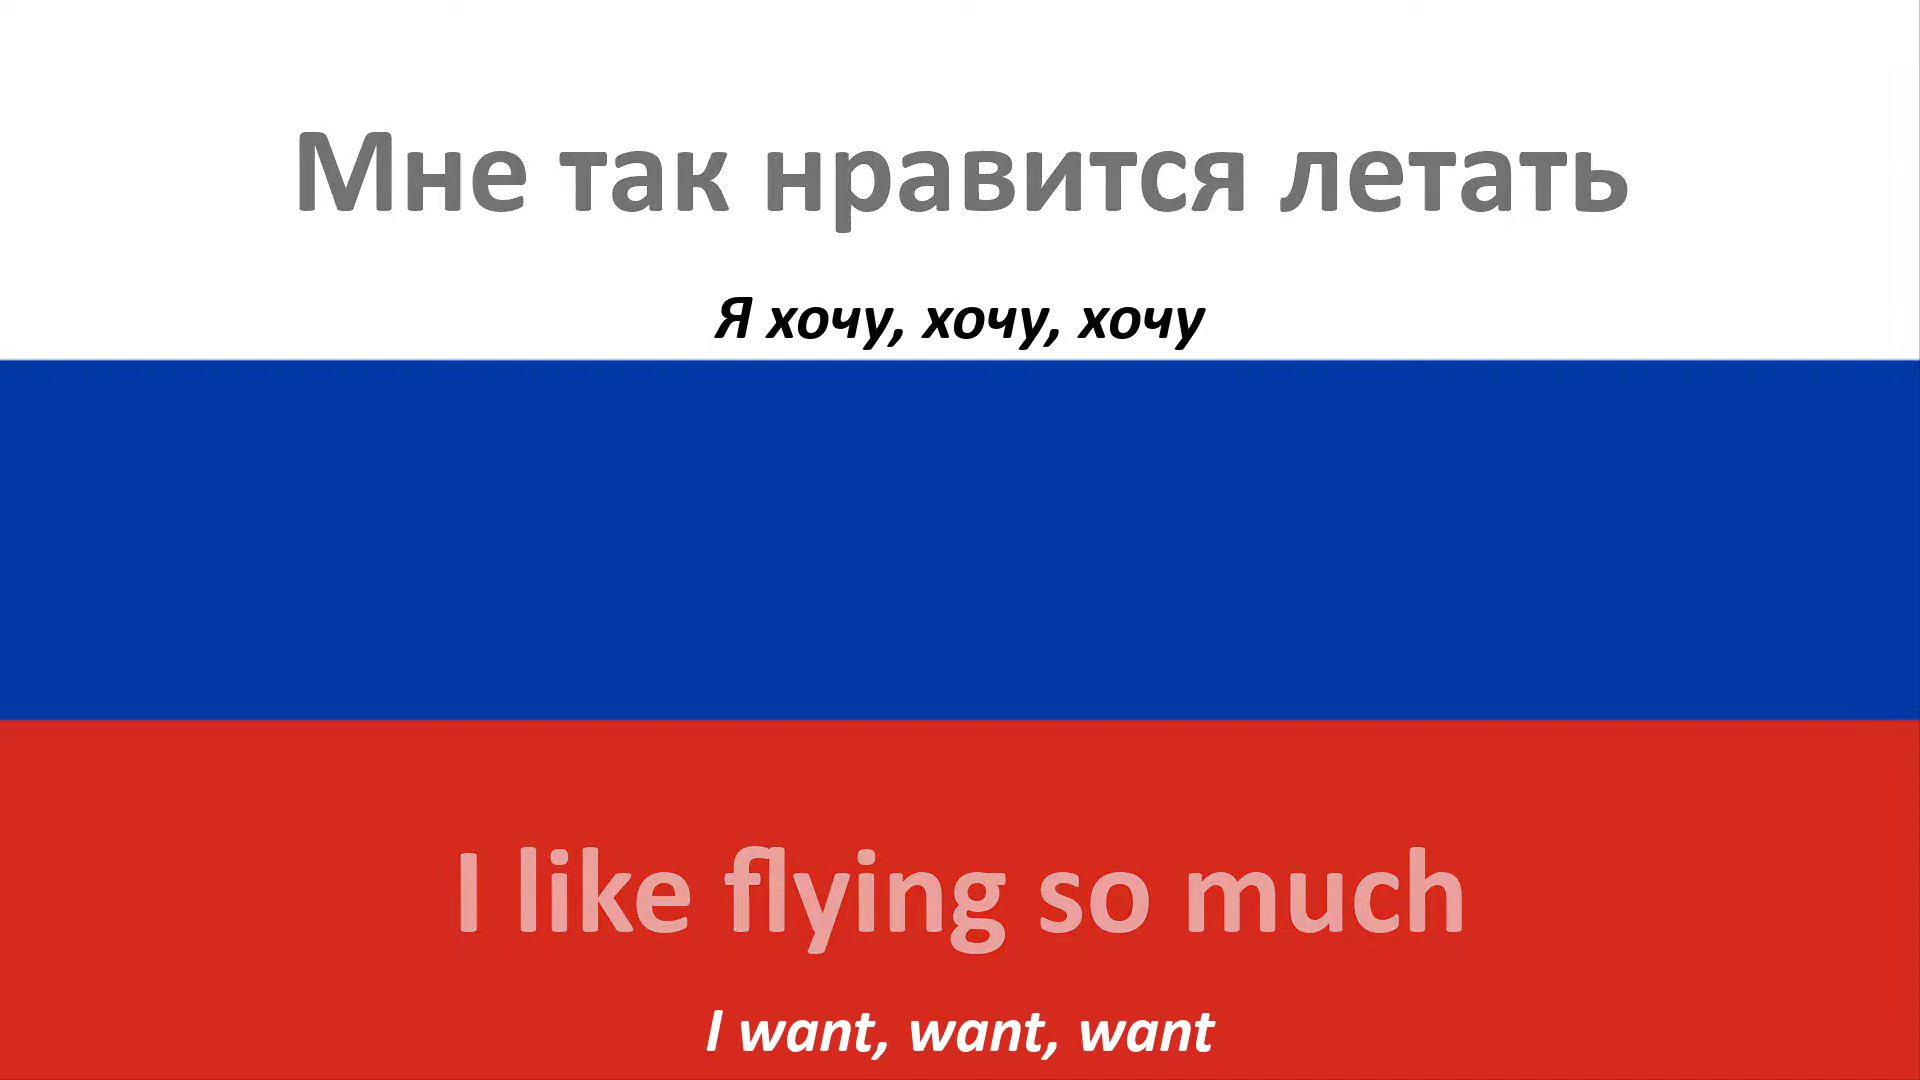 Мне так нравится летать
Я хочу, хочу, хочу
I like flying so much
I want, want, want